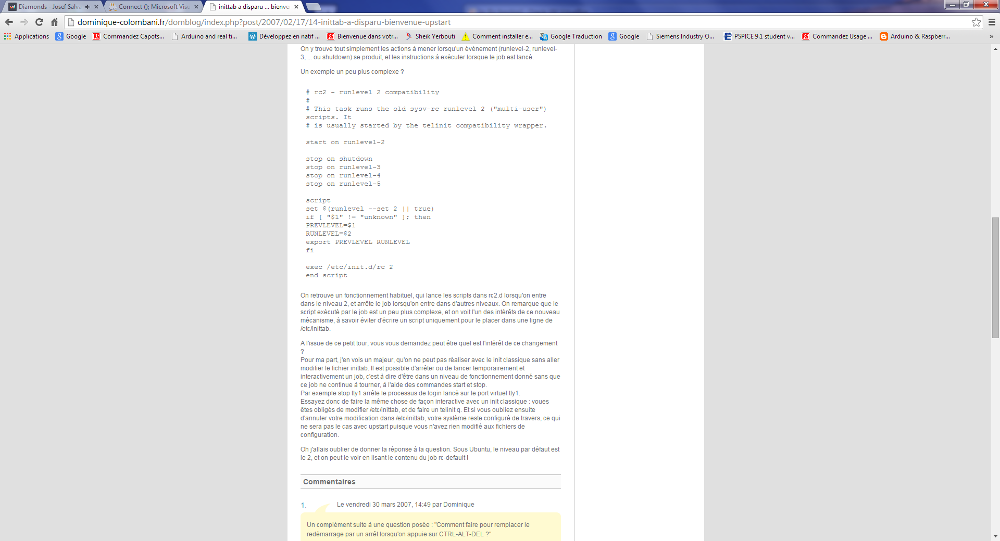 Diamonds - Josef Salva
Connect (); Microsoft Visu
inittab a disparu ... bienve
dominique-colombani.fr/domblog/index.php?post/2007/02/17/14-inittab-a-disparu-bienvenue-upstart
Applications
Google
Commandez Capots...
Arduino and real ti...
Développez en natif ...
Bienvenue dans votr...
Sheik Yerbouti
Comment installer e...
Google Traduction
Google
Siemens Industry O...
PSPICE 9.1 student v...
Commandez Usage ...
Arduino & Raspberr...
»
On y trouve tout simplement les actions à mener lorsqu'un événement (runlevel-2, runlevel-
3, ... ou shutdown) se produit, et les instructions à exécuter lorsque le job est lancé.
Un exemple un peu plus complexe ?
# rc2 - runlevel 2 compatibility
#
# This task runs the old sysv-rc runlevel 2 ("multi-user")
scripts. It
# is usually started by the telinit compatibility wrapper.
start on runlevel-2
stop on shutdown
stop on runlevel-3
stop on runlevel-4
stop on runlevel-5
script
set $(runlevel --set 2 || true)
if [ "$1" != "unknown" ]; then
PREVLEVEL=$1
RUNLEVEL=$2
export PREVLEVEL RUNLEVEL
fi
exec /etc/init.d/rc 2
end script
On retrouve un fonctionnement habituel, qui lance les scripts dans rc2.d lorsqu'on entre
dans le niveau 2, et arrête le job lorsqu'on entre dans d'autres niveaux. On remarque que le
script exécuté par le job est un peu plus complexe, et on voit l'un des intérêts de ce nouveau
mécanisme, à savoir éviter d'écrire un script uniquement pour le placer dans une ligne de
/etc/inittab.
A l'issue de ce petit tour, vous vous demandez peut être quel est l'intérêt de ce changement
?
Pour ma part, j'en vois un majeur, qu'on ne peut pas réaliser avec le init classique sans aller
modifier le fichier inittab. Il est possible d'arrêter ou de lancer temporairement et
interactivement un job, c'est à dire d'être dans un niveau de fonctionnement donné sans que
ce job ne continue à tourner, à l'aide des commandes start et stop.
Par exemple stop tty1 arrête le processus de login lancé sur le port virtuel tty1.
Essayez donc de faire la même chose de façon interactive avec un init classique : voues
êtes obligés de modifier /etc/inittab, et de faire un telinit q. Et si vous oubliez ensuite
d'annuler votre modification dans /etc/inittab, votre système reste configuré de travers, ce qui
ne sera pas le cas avec upstart puisque vous n'avez rien modifié aux fichiers de
configuration.
Oh j'allais oublier de donner la réponse à la question. Sous Ubuntu, le niveau par défaut est
le 2, et on peut le voir en lisant le contenu du job rc-default !
Commentaires
1.
Le vendredi 30 mars 2007, 14:49 par Dominique
Un complément suite à une question posée : "Comment faire pour remplacer le
redémarrage par un arrêt lorsqu'on appuie sur CTRL-ALT-DEL ?"